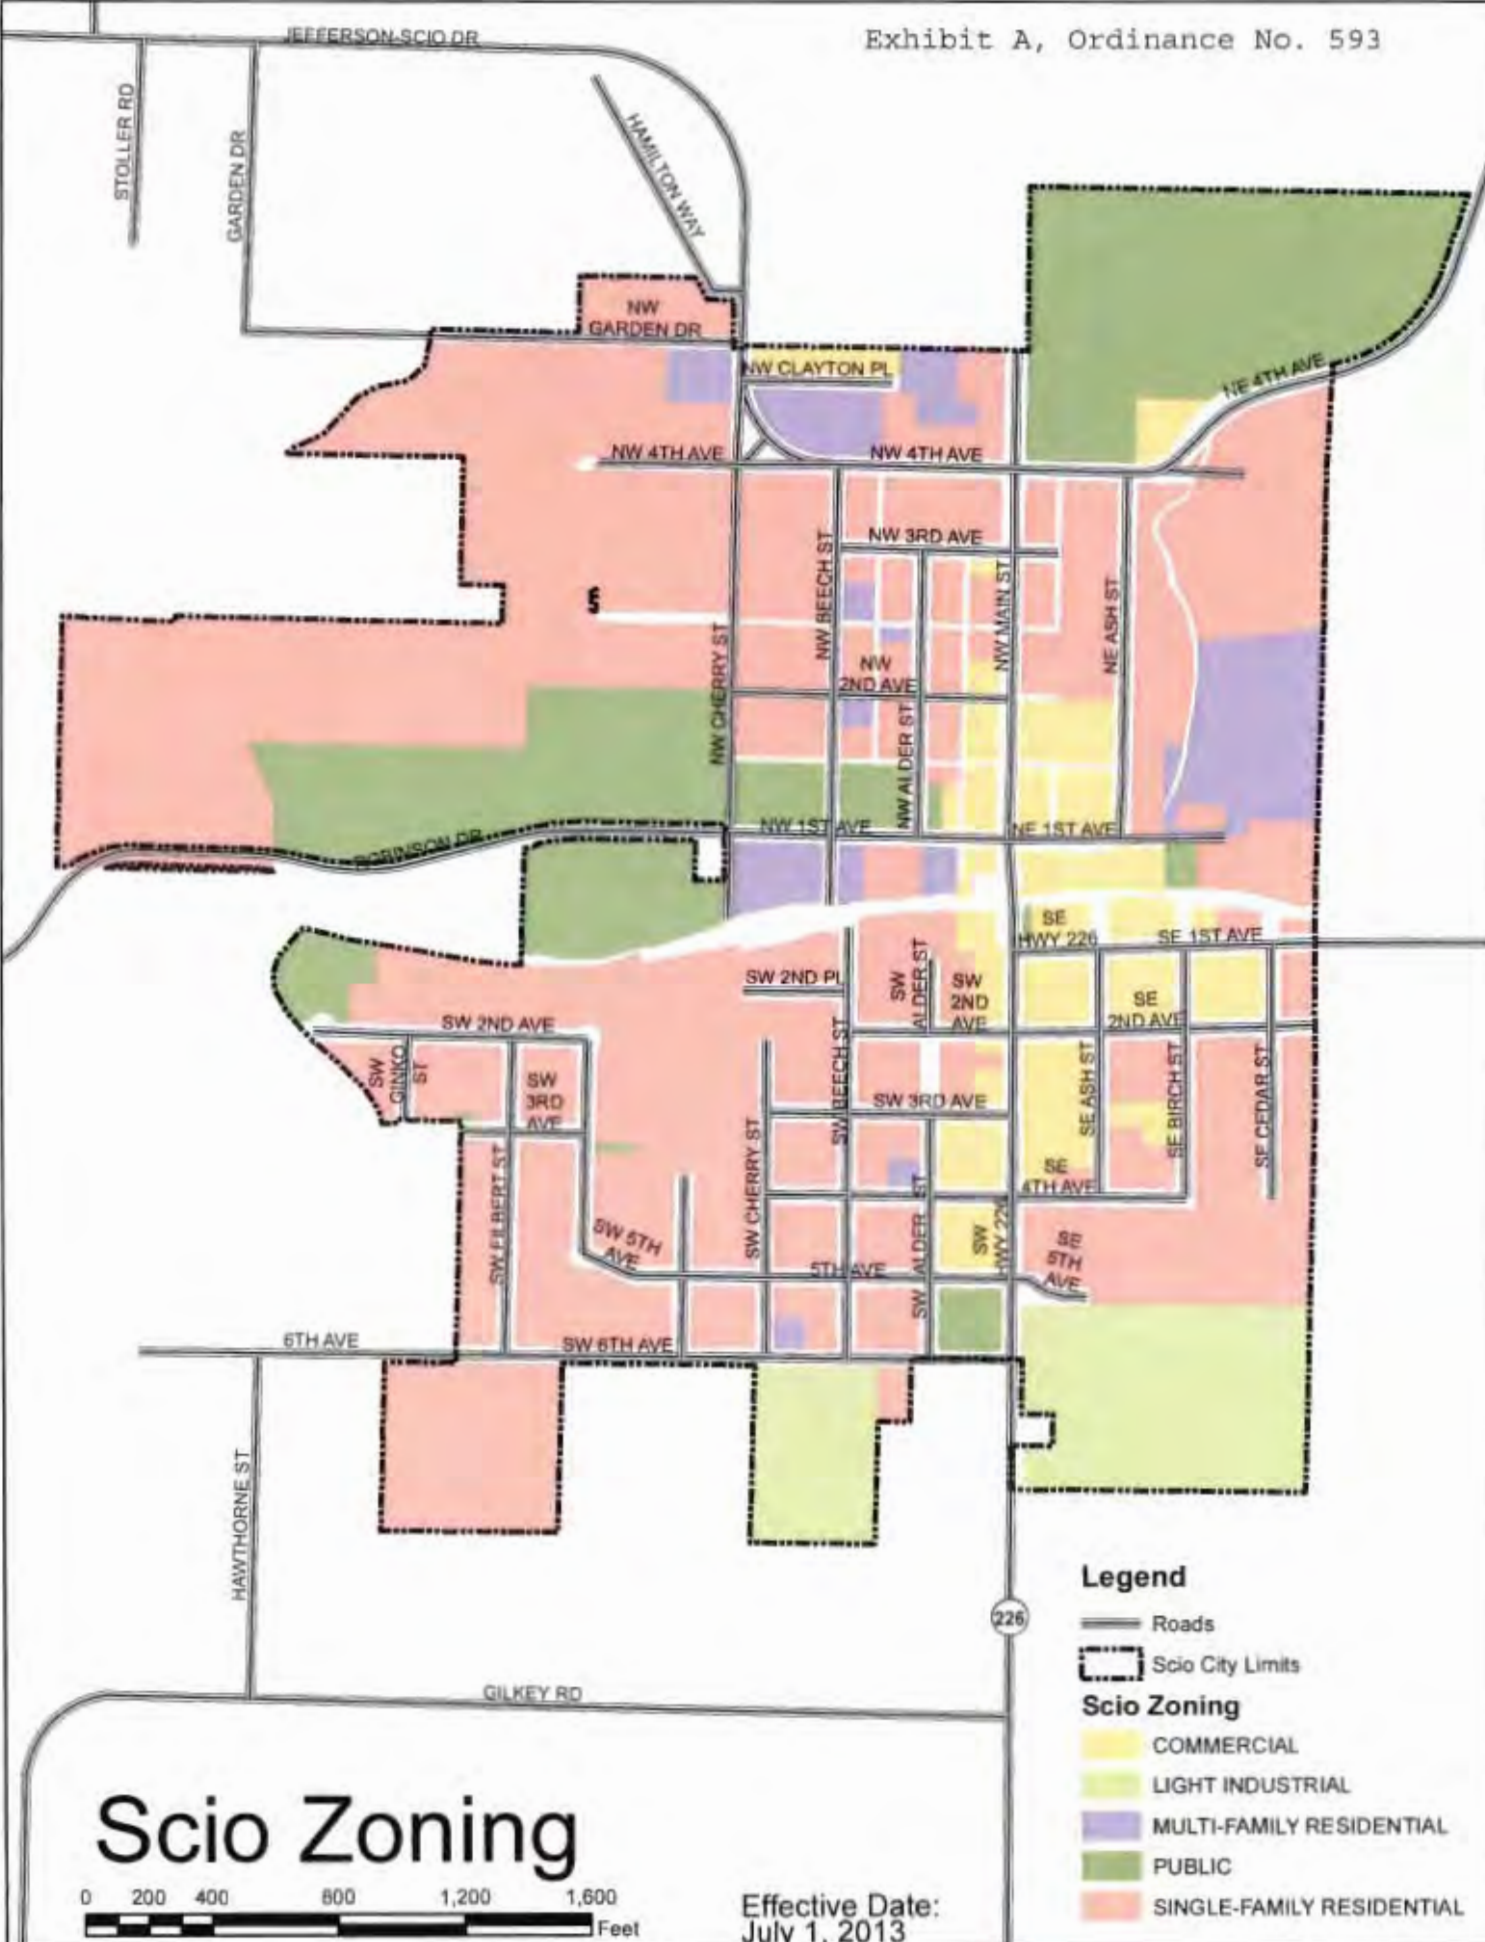 Exhibit A, Ordinance No. 593
JEFFERSON-SCIO DR
STOLLER RD
GARDEN DR
HAMILTON WAY
NW
GARDEN DR
NW CLAYTON PL
NE 4TH AVE
NW 4TH AVE
NW 4TH AVE
NW 3RD AVE
NW BEECH ST
NW MAIN ST
NE ASH ST
NW CHERRY ST
NW
2ND AVE
NW ALDER ST
NW 1ST AVE
NE 1ST AVE
ROBINSON DR
SE
HWY 226
SE 1ST AVE
SW 2ND PL
SW
ALDER ST
SW
2ND
AVE
SE
2ND AVE
SW 2ND AVE
SW
GINKO
ST
SW
3RD
AVE
SW BEECH ST
SW 3RD AVE
SE ASH ST
SE BIRCH ST
SE CEDAR ST
SW CHERRY ST
SW FILBERT ST
SE
4TH AVE
SW 5TH
AVE
SW ALDER ST
SW
HWY 226
SE
5TH
AVE
5TH AVE
6TH AVE
SW 6TH AVE
HAWTHORNE ST
GILKEY RD
226
Legend
Roads
Scio City Limits
Scio Zoning
COMMERCIAL
LIGHT INDUSTRIAL
MULTI-FAMILY RESIDENTIAL
PUBLIC
SINGLE-FAMILY RESIDENTIAL
Scio Zoning
0 200 400 800 1,200 1,600
Feet
Effective Date:
July 1, 2013